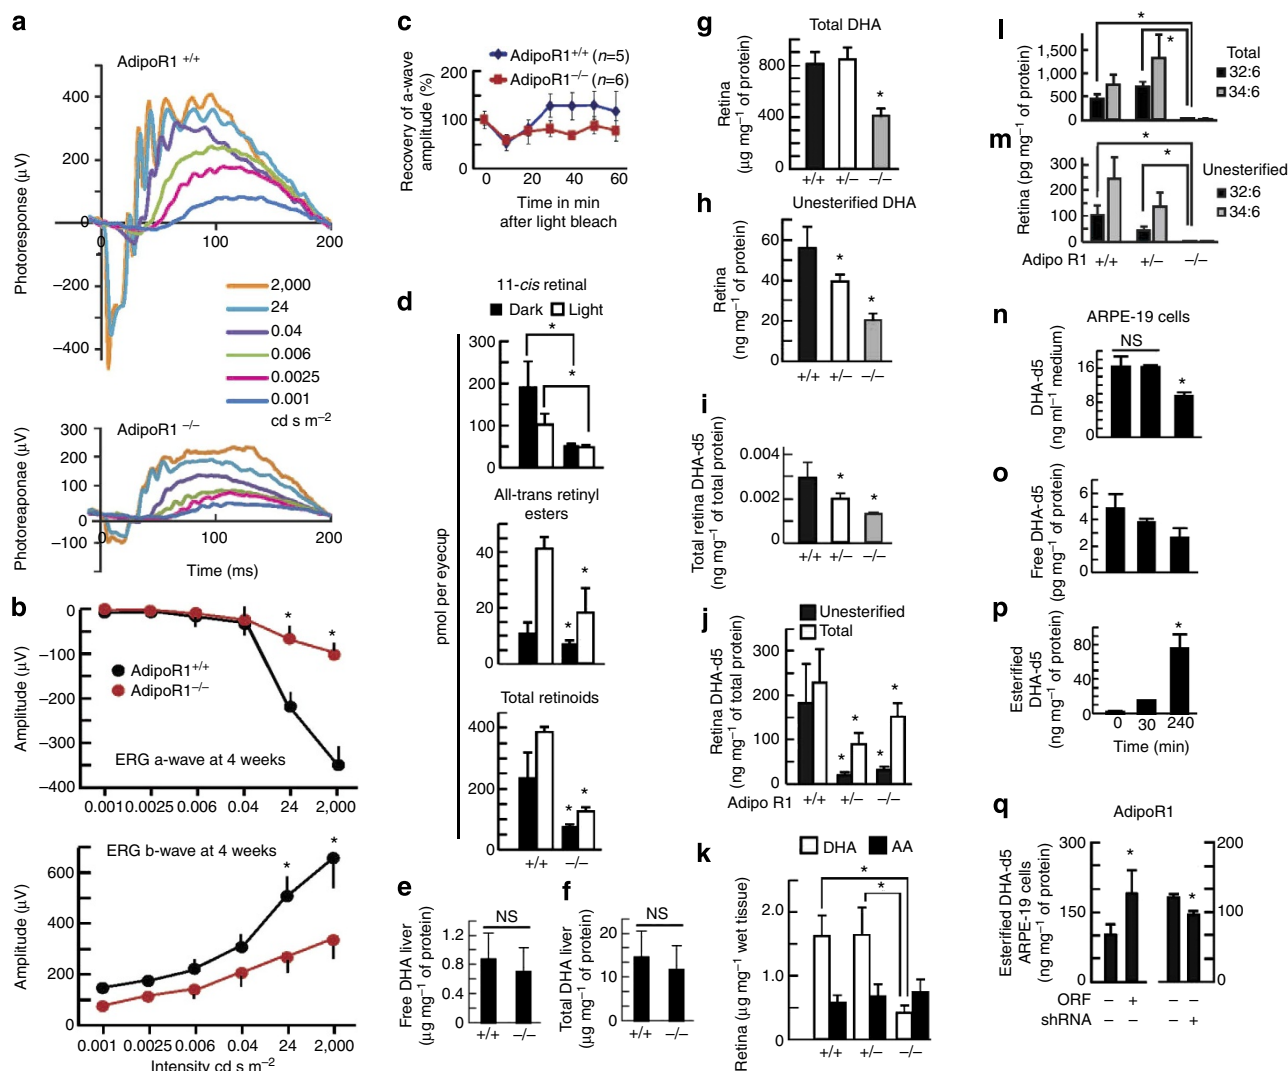 a
AdipoR1 +/+
Photoresponse (µV)
400
200
0
−200
−400
0
100
200
2,000
24
0.04
0.006
0.0025
0.001
cd s m−2
AdipoR1 −/−
Photoreaponae (µV)
300
200
100
0
−100
0
100
200
Time (ms)
b
Amplitude (µV)
0
−100
−200
−300
−400
AdipoR1+/+
AdipoR1−/−
* *
ERG a-wave at 4 weeks
0.001 0.0025 0.006 0.04 24 2,000
ERG b-wave at 4 weeks
Amplitude (µV)
600
400
200
0
* *
0.001 0.0025 0.006 0.04 24 2,000
Intensity cd s m−2
c
AdipoR1+/+ (n=5)
AdipoR1−/− (n=6)
Recovery of a-wave
amplitude (%)
200
100
0
0 20 40 60
Time in min
after light bleach
d
11-cis retinal
Dark Light
300
200
100
0
*
*
All-trans retinyl
esters
40
20
0
* *
pmol per eyecup
Total retinoids
400
200
0
* *
+/+ −/−
e
Free DHA liver
(µg mg−1 of protein)
1.2
0.8
0.4
0
NS
+/+ −/−
f
Total DHA liver
(µg mg−1 of protein)
20
10
0
NS
+/+ −/−
g
Total DHA
Retina
(µg mg−1 of protein)
800
400
0
*
+/+ +/− −/−
h
Unesterified DHA
Retina
(ng mg−1 of protein)
60
40
20
0
* *
+/+ +/− −/−
i
Total retina DHA-d5
(ng mg−1 of total protein)
0.004
0.002
0
* *
+/+ +/− −/−
j
Unesterified
Total
Retina DHA-d5
(ng mg−1 of total protein)
300
200
100
0
* * * *
Adipo R1 +/+ +/− −/−
k
DHA AA
Retina (µg mg−1 wet tissue)
2.0
1.0
0
*
*
+/+ +/− −/−
l
Total
32:6
34:6
1,500
1,000
500
0
*
*
Retina (pg mg−1 of protein)
m
Unesterified
32:6
34:6
300
200
100
0
*
*
Adipo R1 +/+ +/− −/−
n
ARPE-19 cells
DHA-d5
(ng ml−1 medium)
16
8
0
NS
*
o
Free DHA-d5
(pg mg−1 of protein)
6
4
2
0
p
Esterified
DHA-d5
(ng mg−1 of protein)
80
40
0
*
0 30 240
Time (min)
q
AdipoR1
Esterified DHA-d5
ARPE-19 cells
(ng mg−1 of protein)
300
150
0
200
100
0
* *
ORF − + − −
shRNA − − − +